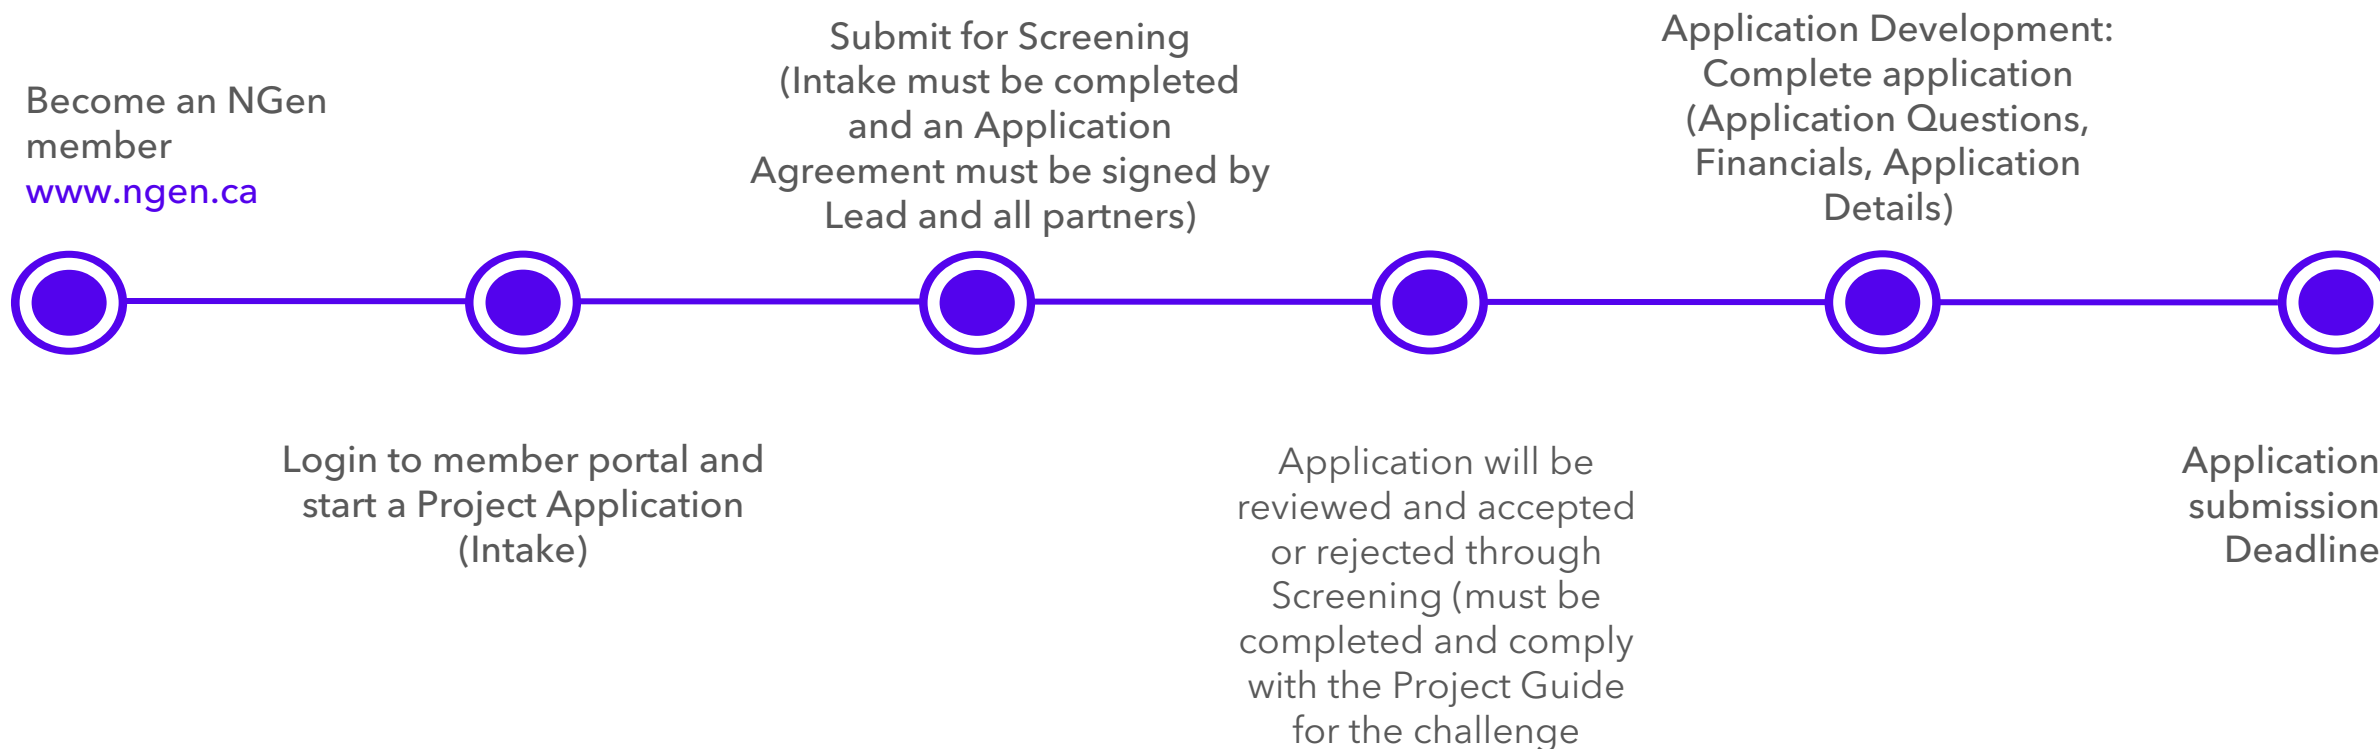 Become an NGen
member
www.ngen.ca
Login to member portal and
start a Project Application
(Intake)
Submit for Screening
(Intake must be completed
and an Application
Agreement must be signed by
Lead and all partners)
Application will be
reviewed and accepted
or rejected through
Screening (must be
completed and comply
with the Project Guide
for the challenge
Application Development:
Complete application
(Application Questions,
Financials, Application
Details)
Application
submission
Deadline